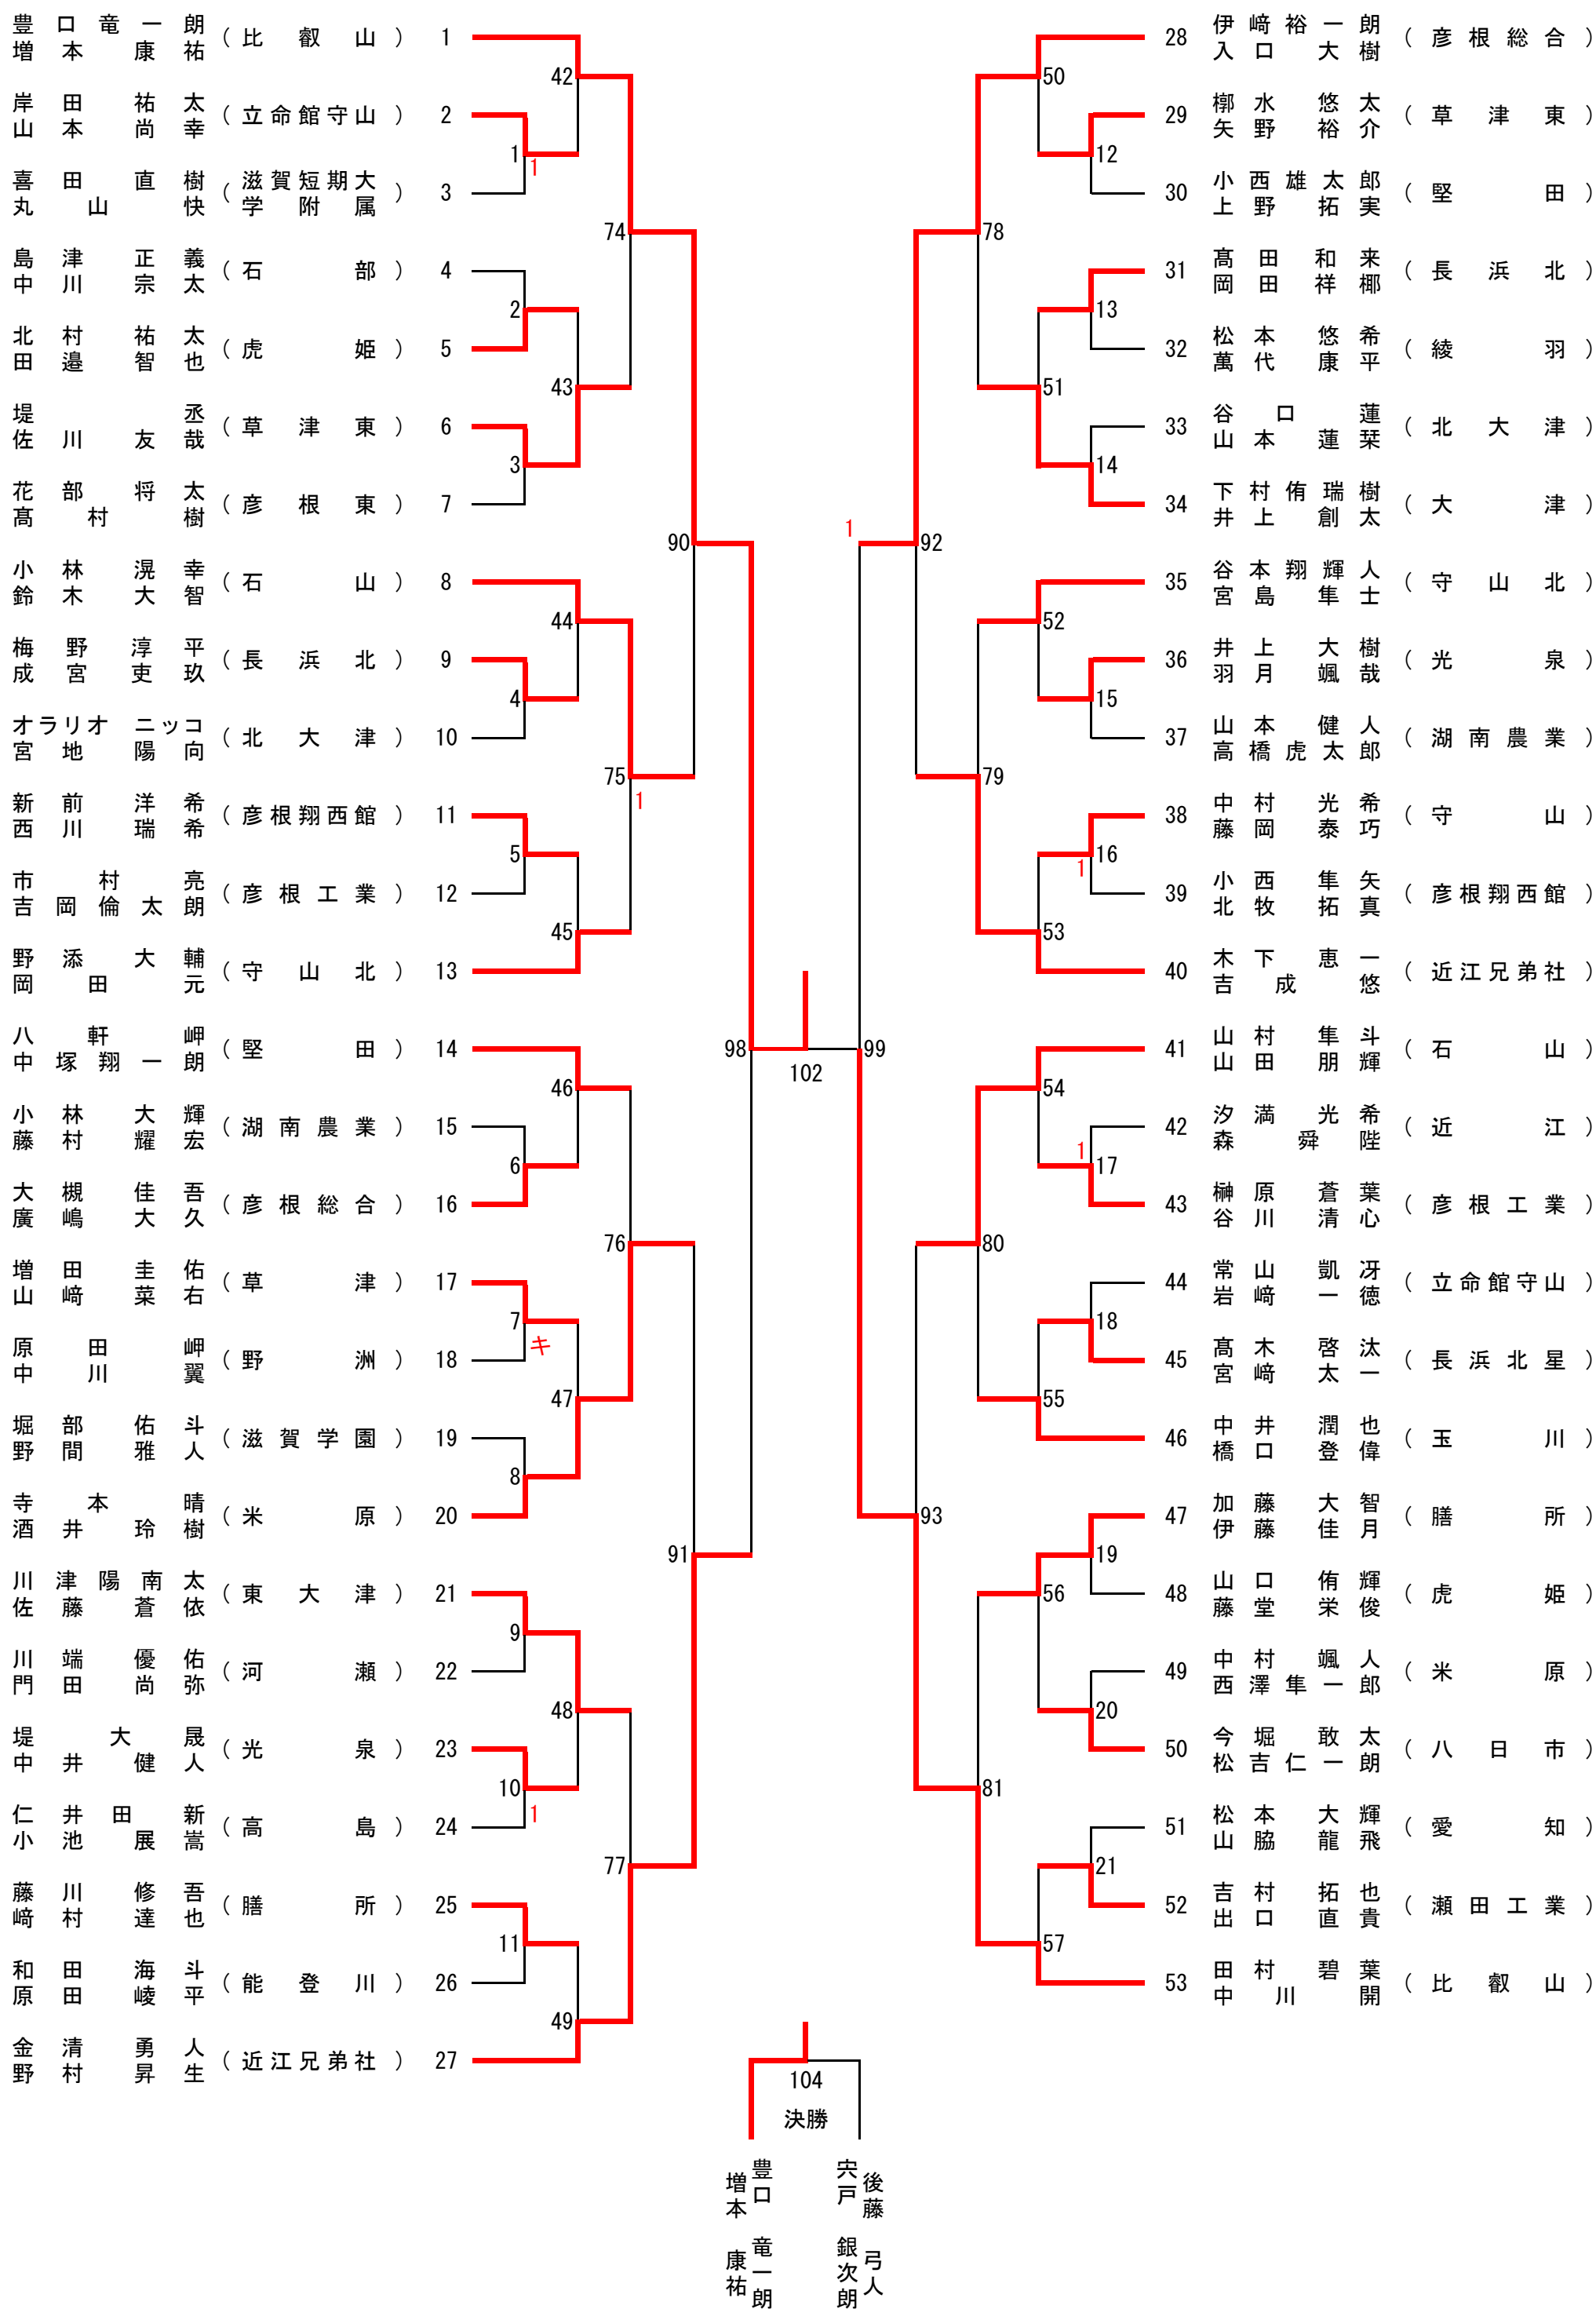 豊口竜一朗
増本康祐
(比叡山) 1
岸田祐太
山本尚幸
(立命館守山) 2
喜田直樹
丸山快
(滋賀短期大学附属) 3
島津正義
中川宗太
(石部) 4
北村祐太
田邉智也
(虎姫) 5
堤丞
佐川友哉
(草津東) 6
花部将太
髙村樹
(彦根東) 7
小林滉幸
鈴木大智
(石山) 8
梅野淳平
成宮吏玖
(長浜北) 9
オラリオ ニッコ
宮地陽向
(北大津) 10
新前洋希
西川瑞希
(彦根翔西館) 11
市村亮
吉岡倫太朗
(彦根工業) 12
野添大輔
岡田元
(守山北) 13
八軒岬
中塚翔一朗
(堅田) 14
小林大輝
藤村耀宏
(湖南農業) 15
大槻佳吾
廣嶋大久
(彦根総合) 16
増田圭佑
山﨑菜右
(草津) 17
原田岬
中川翼
(野洲) 18
堀部佑斗
野間雅人
(滋賀学園) 19
寺本晴
酒井玲樹
(米原) 20
川津陽南太
佐藤蒼依
(東大津) 21
川端優佑
門田尚弥
(河瀬) 22
堤大晟
中井健人
(光泉) 23
仁井田新
小池展嵩
(高島) 24
藤川修吾
﨑村達也
(膳所) 25
和田海斗
原田崚平
(能登川) 26
金清勇人
野村昇生
(近江兄弟社) 27
1
1
2
3
4
5
6
7
キ
8
9
10
1
11
42
43
44
45
46
47
48
49
74
75
1
76
77
90
91
98
102
99
1
92
93
78
79
80
81
50
51
52
53
54
55
56
57
12
13
14
15
16
1
1
17
18
19
20
21
28 伊﨑裕一朗
入口大樹
(彦根総合)
29 槨水悠太
矢野裕介
(草津東)
30 小西雄太郎
上野拓実
(堅田)
31 髙田和来
岡田祥椰
(長浜北)
32 松本悠希
萬代康平
(綾羽)
33 谷口蓮
山本蓮栞
(北大津)
34 下村侑瑞樹
井上創太
(大津)
35 谷本翔輝人
宮島隼士
(守山北)
36 井上大樹
羽月颯哉
(光泉)
37 山本健人
高橋虎太郎
(湖南農業)
38 中村光希
藤岡泰巧
(守山)
39 小西隼矢
北牧拓真
(彦根翔西館)
40 木下恵一
吉成悠
(近江兄弟社)
41 山村隼斗
山田朋輝
(石山)
42 汐満光希
森舜陛
(近江)
43 榊原蒼葉
谷川清心
(彦根工業)
44 常山凱冴
岩﨑一徳
(立命館守山)
45 髙木啓汰
宮﨑太一
(長浜北星)
46 中井潤也
橋口登偉
(玉川)
47 加藤大智
伊藤佳月
(膳所)
48 山口侑輝
藤堂栄俊
(虎姫)
49 中村颯人
西澤隼一郎
(米原)
50 今堀敢太
松吉仁一朗
(八日市)
51 松本大輝
山脇龍飛
(愛知)
52 吉村拓也
出口直貴
(瀬田工業)
53 田村碧葉
中川開
(比叡山)
104
決勝
豊口 竜一朗
増本 康祐
後藤 弓人
宍戸 銀次朗